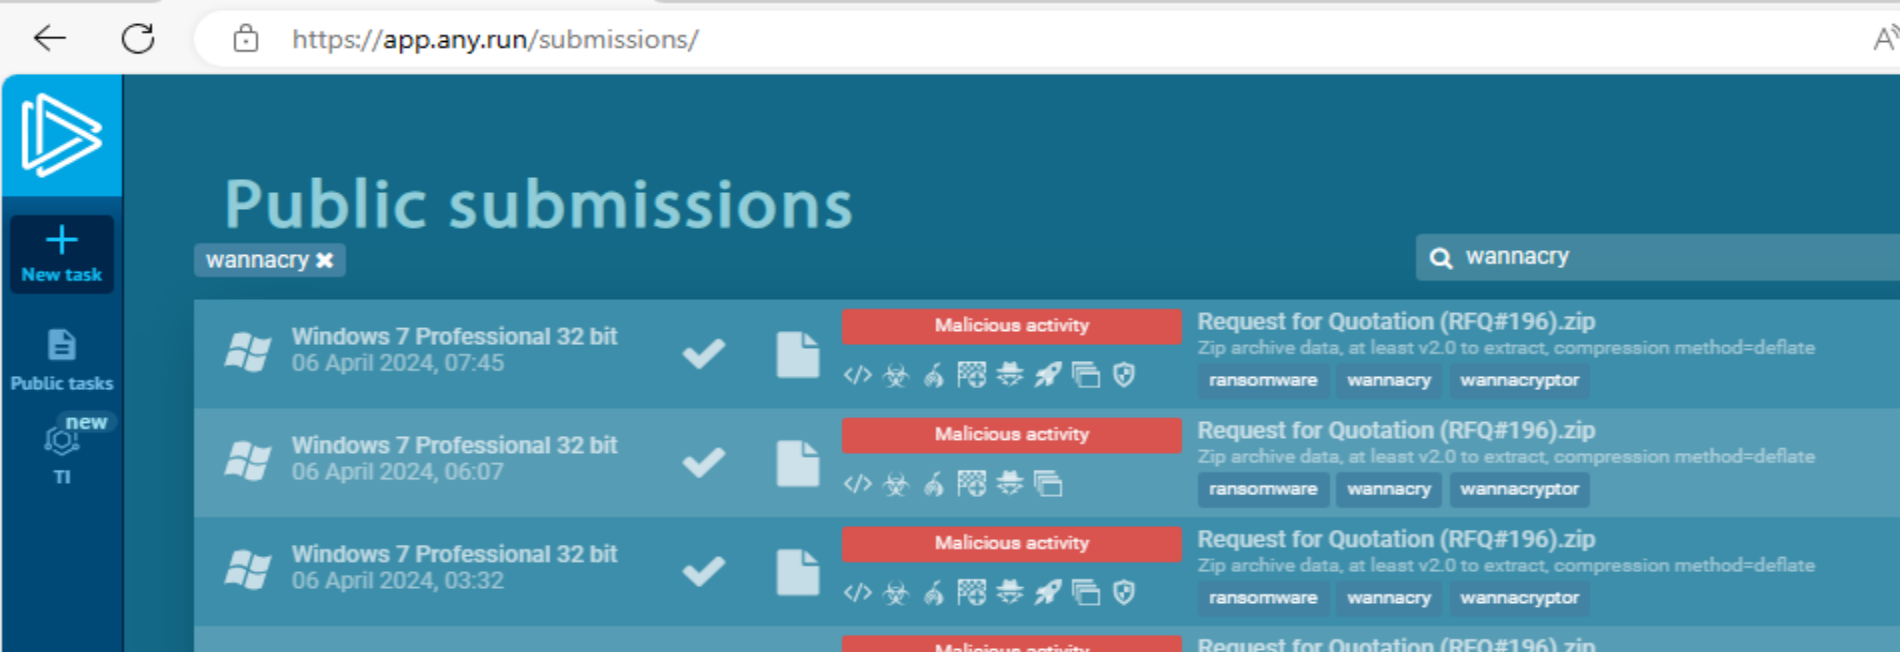 https://app.any.run/submissions/
A
Public submissions
wannacry
wannacry
New task
Public tasks
new
TI
Windows 7 Professional 32 bit
06 April 2024, 07:45
Malicious activity
Request for Quotation (RFQ#196).zip
Zip archive data, at least v2.0 to extract, compression method=deflate
ransomware wannacry wannacryptor
Windows 7 Professional 32 bit
06 April 2024, 06:07
Malicious activity
Request for Quotation (RFQ#196).zip
Zip archive data, at least v2.0 to extract, compression method=deflate
ransomware wannacry wannacryptor
Windows 7 Professional 32 bit
06 April 2024, 03:32
Malicious activity
Request for Quotation (RFQ#196).zip
Zip archive data, at least v2.0 to extract, compression method=deflate
ransomware wannacry wannacryptor
Malicious activity
Request for Quotation (RFQ#196).zip